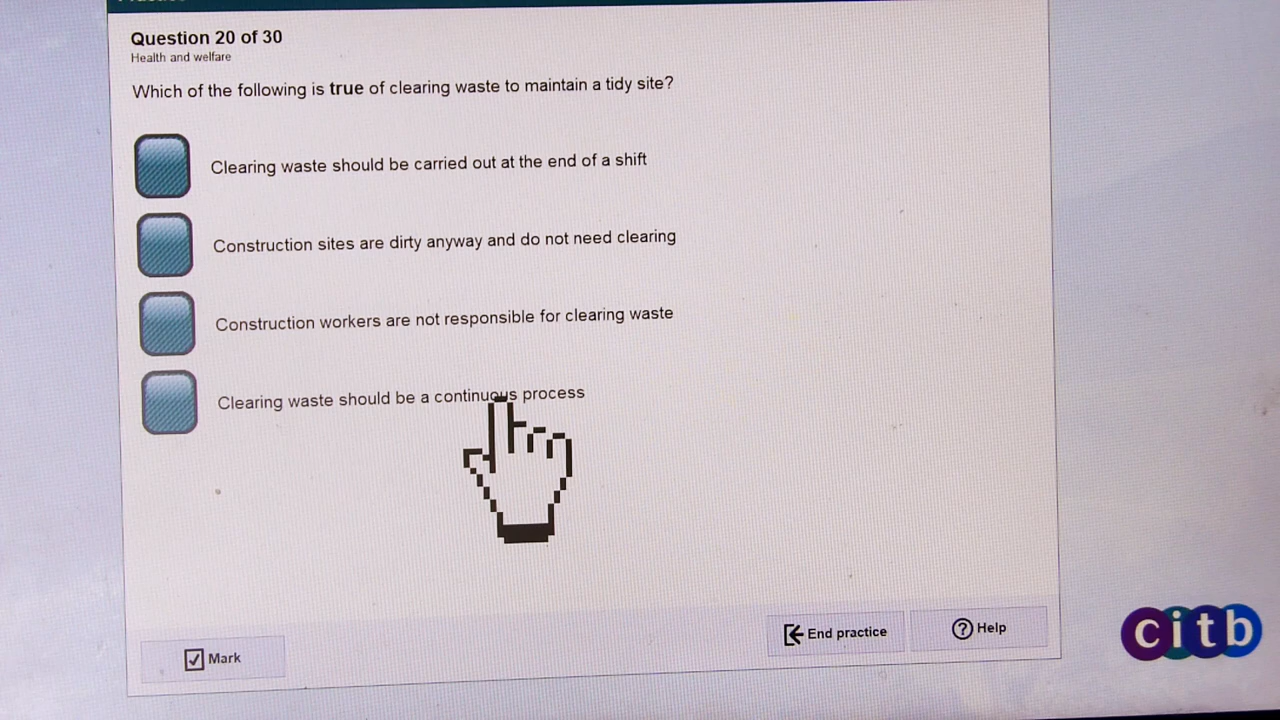 Question 20 of 30
Health and welfare
Which of the following is true of clearing waste to maintain a tidy site?
Clearing waste should be carried out at the end of a shift
Construction sites are dirty anyway and do not need clearing
Construction workers are not responsible for clearing waste
Clearing waste should be a continuous process
Mark
End practice
Help
citb